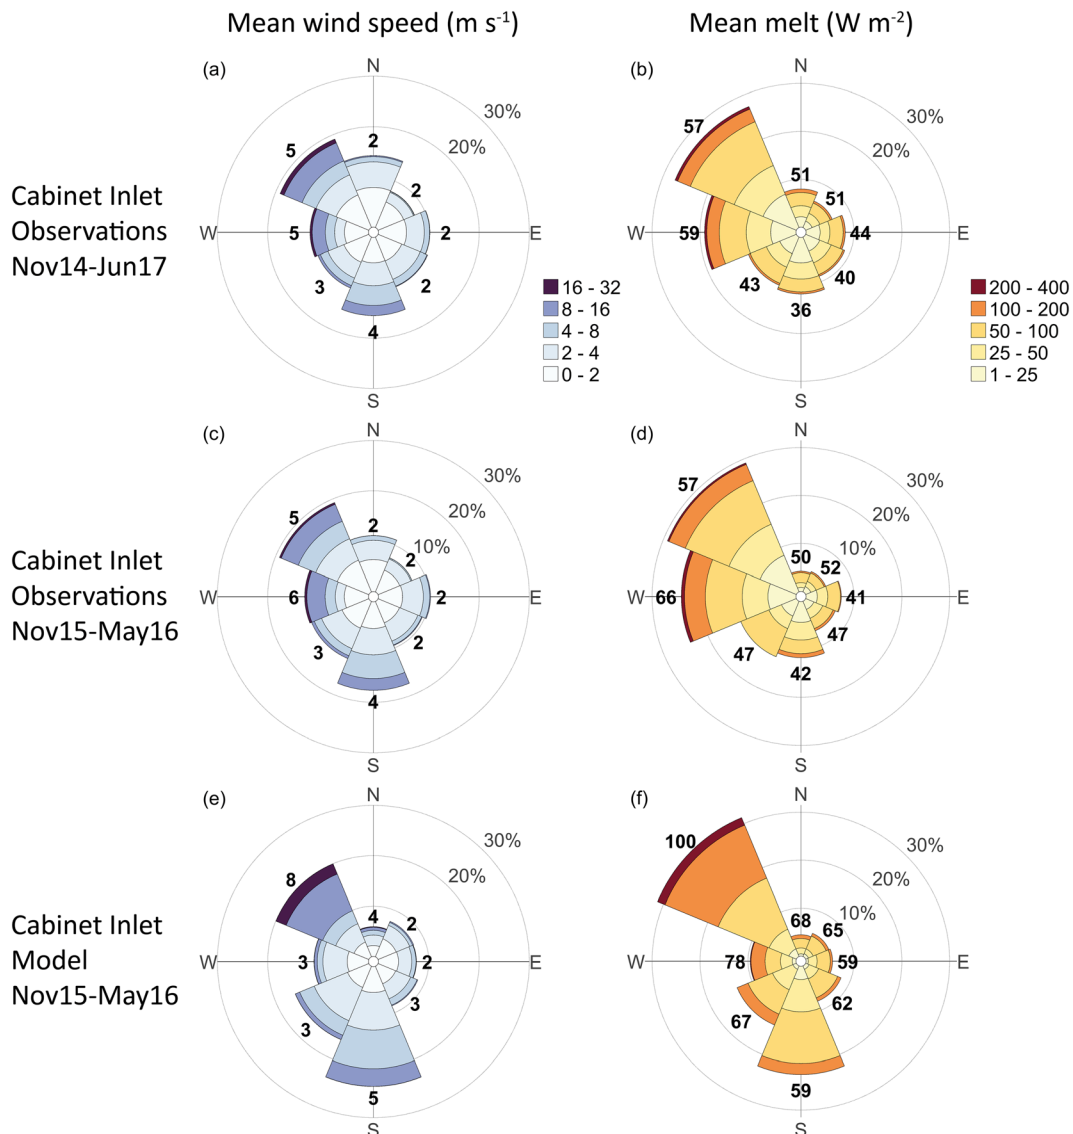 Mean wind speed (m s⁻¹)
Mean melt (W m⁻²)
(a)
N
30%
20%
5
2
2
W
5
2
E
3
2
4
S
16 - 32
8 - 16
4 - 8
2 - 4
0 - 2
Cabinet Inlet
Observations
Nov14-Jun17
(b)
N
30%
20%
57
51
51
59
44
43
40
36
S
200 - 400
100 - 200
50 - 100
25 - 50
1 - 25
(c)
N
30%
20%
10%
5
2
2
W
6
2
E
3
2
4
S
Cabinet Inlet
Observations
Nov15-May16
(d)
N
30%
20%
10%
57
50
52
W
66
41
E
47
47
42
S
(e)
N
30%
20%
8
4
2
W
3
2
E
3
3
5
S
Cabinet Inlet
Model
Nov15-May16
(f)
N
30%
20%
10%
100
68
65
W
78
59
E
67
62
59
S